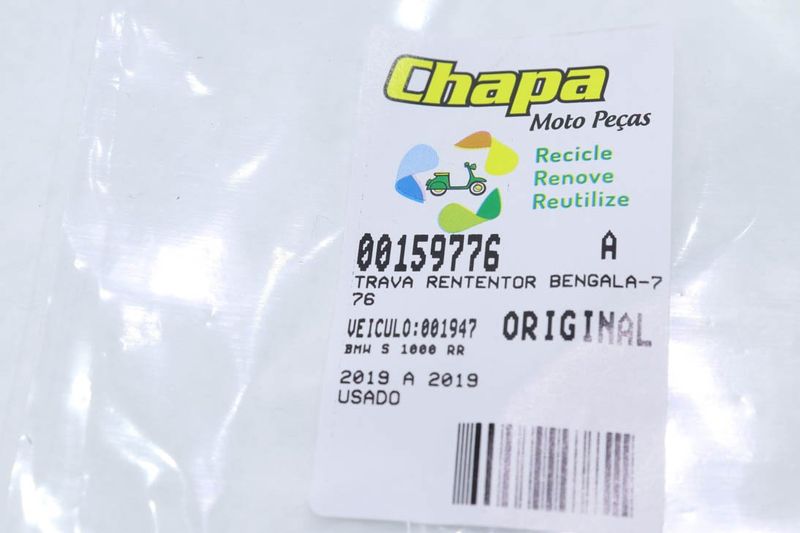 Chapa
Moto Peças
Recicle
Renove
Reutilize
00159776 A
TRAVA RENTENTOR BENGALA-7
76
VEICULO:001947 ORIGINAL
BMW S 1000 RR
2019 A 2019
USADO